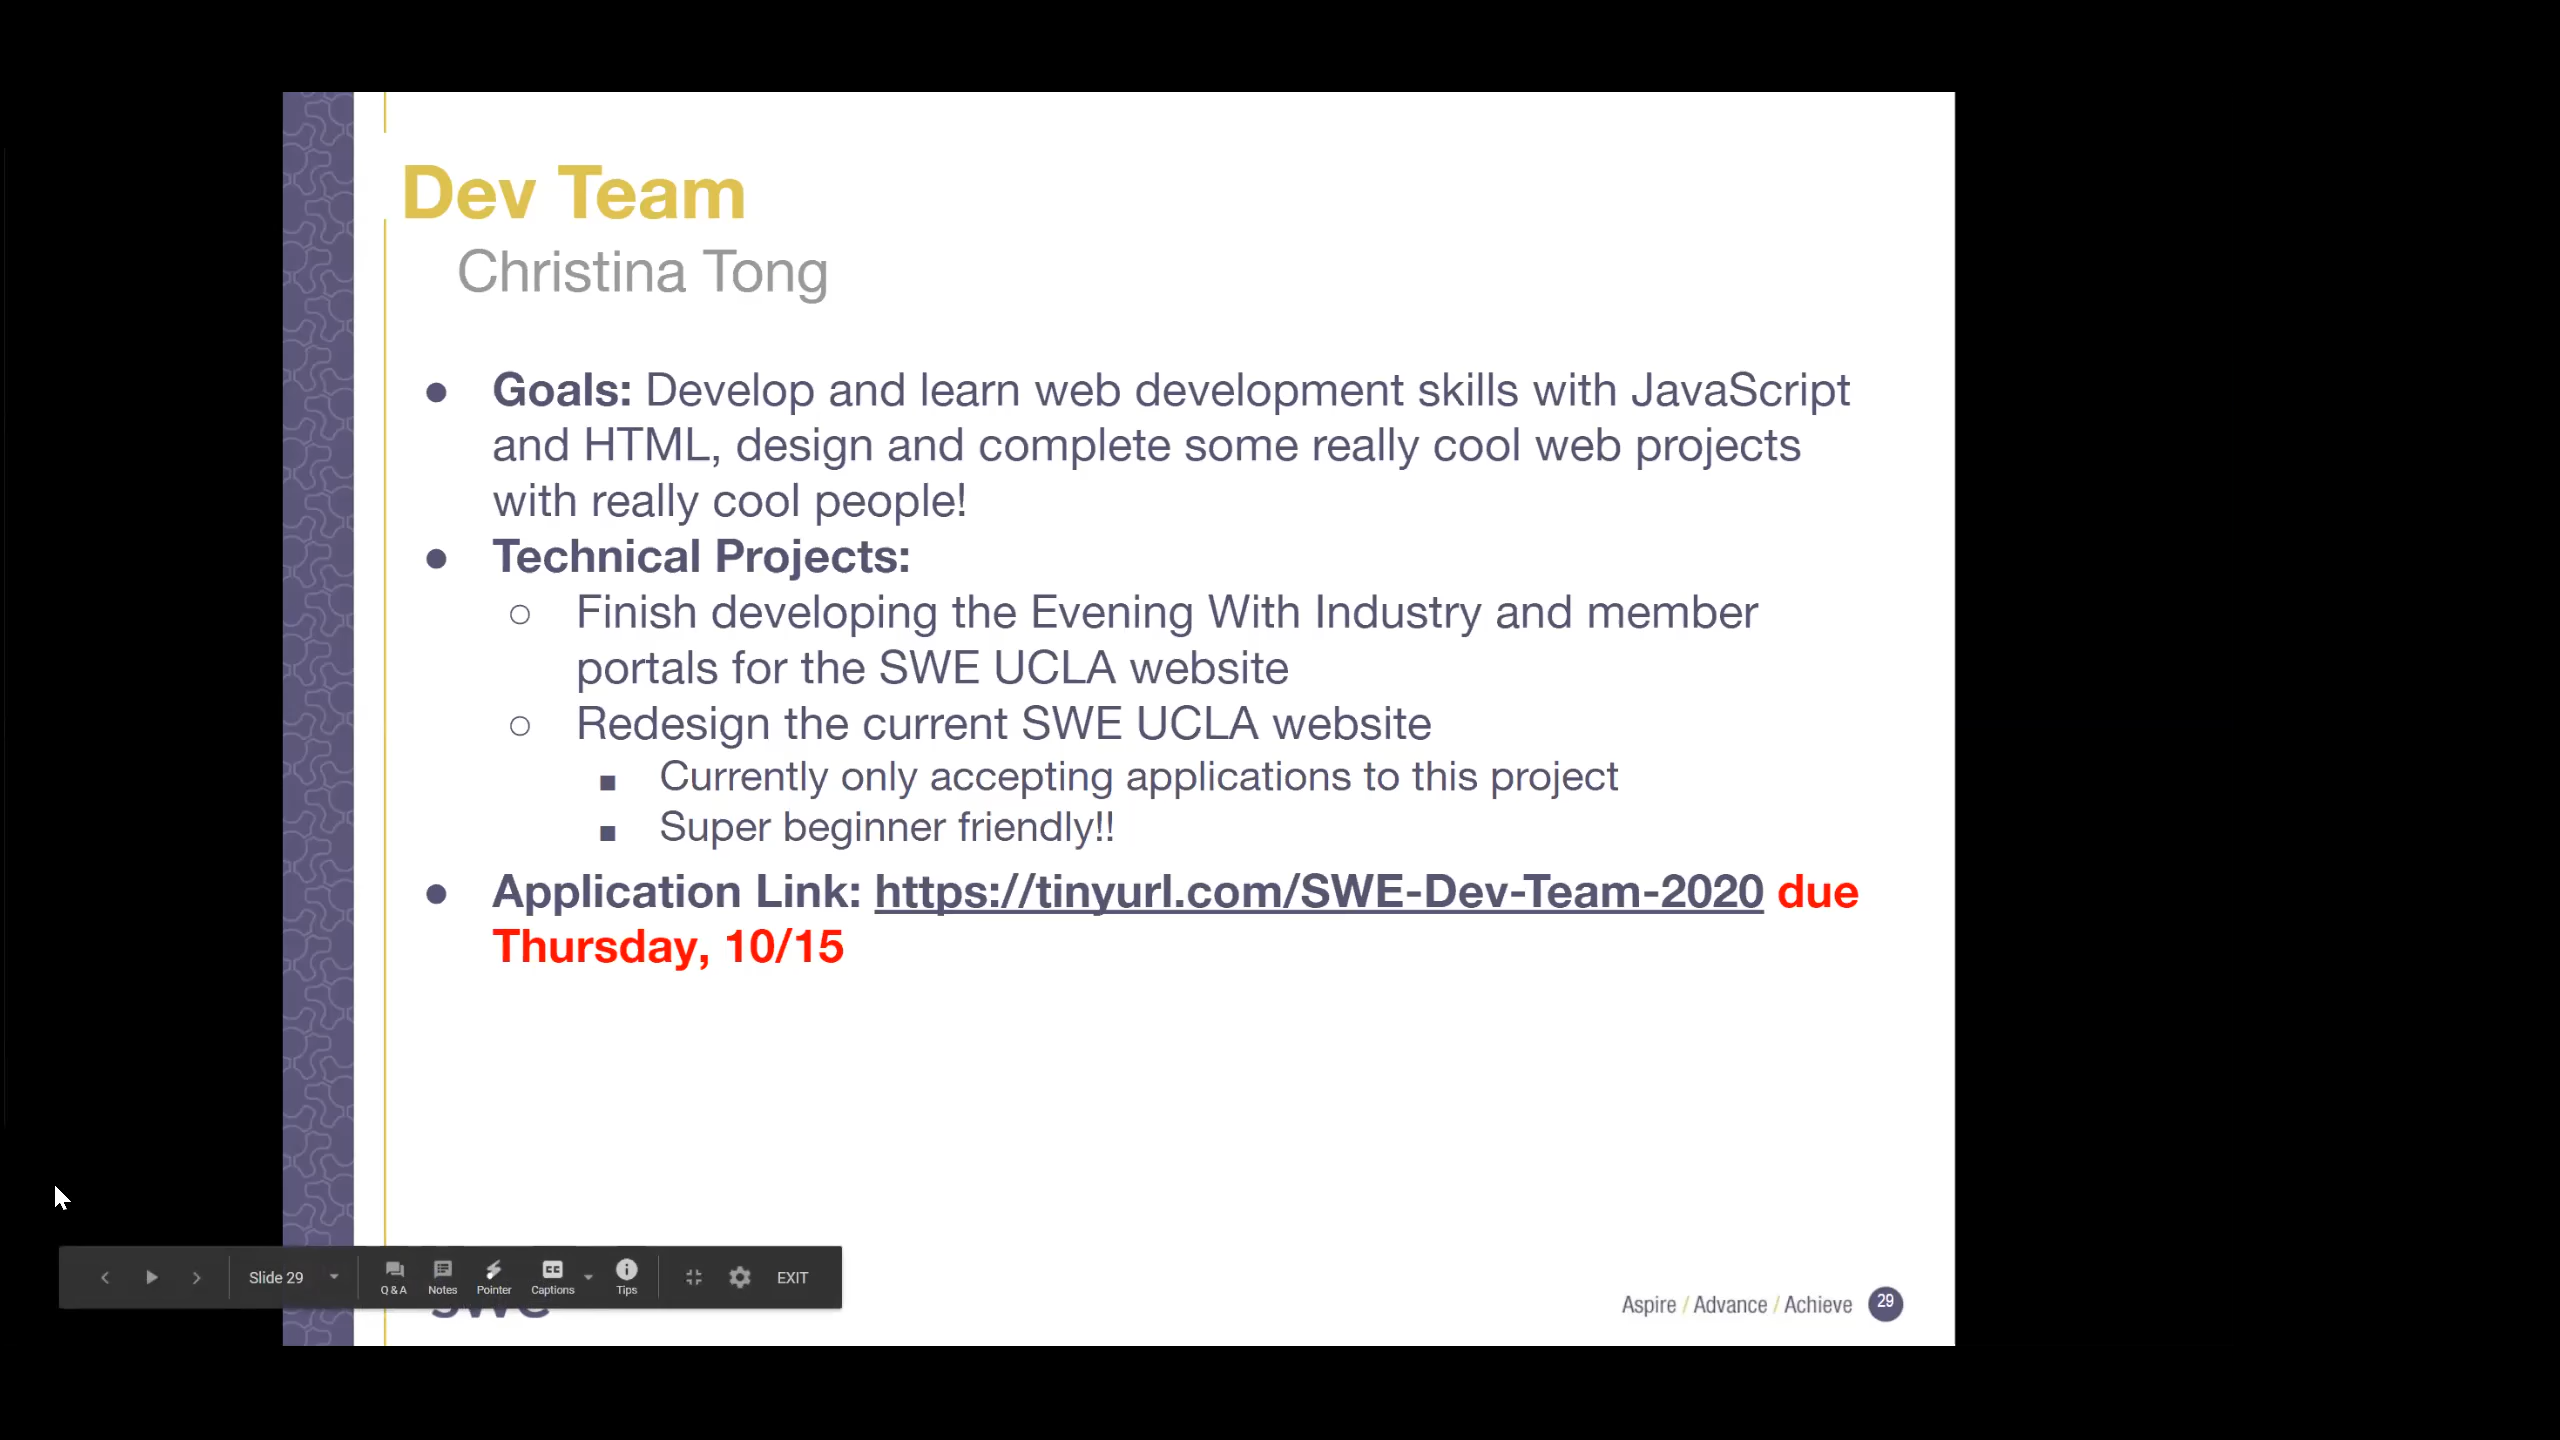 Dev Team
Christina Tong
● Goals: Develop and learn web development skills with JavaScript
and HTML, design and complete some really cool web projects
with really cool people!
● Technical Projects:
○ Finish developing the Evening With Industry and member
portals for the SWE UCLA website
○ Redesign the current SWE UCLA website
■ Currently only accepting applications to this project
■ Super beginner friendly!!
● Application Link: https://tinyurl.com/SWE-Dev-Team-2020 due
Thursday, 10/15
Slide 29
Q & A
Notes
Pointer
Captions
Tips
EXIT
Aspire / Advance / Achieve 29